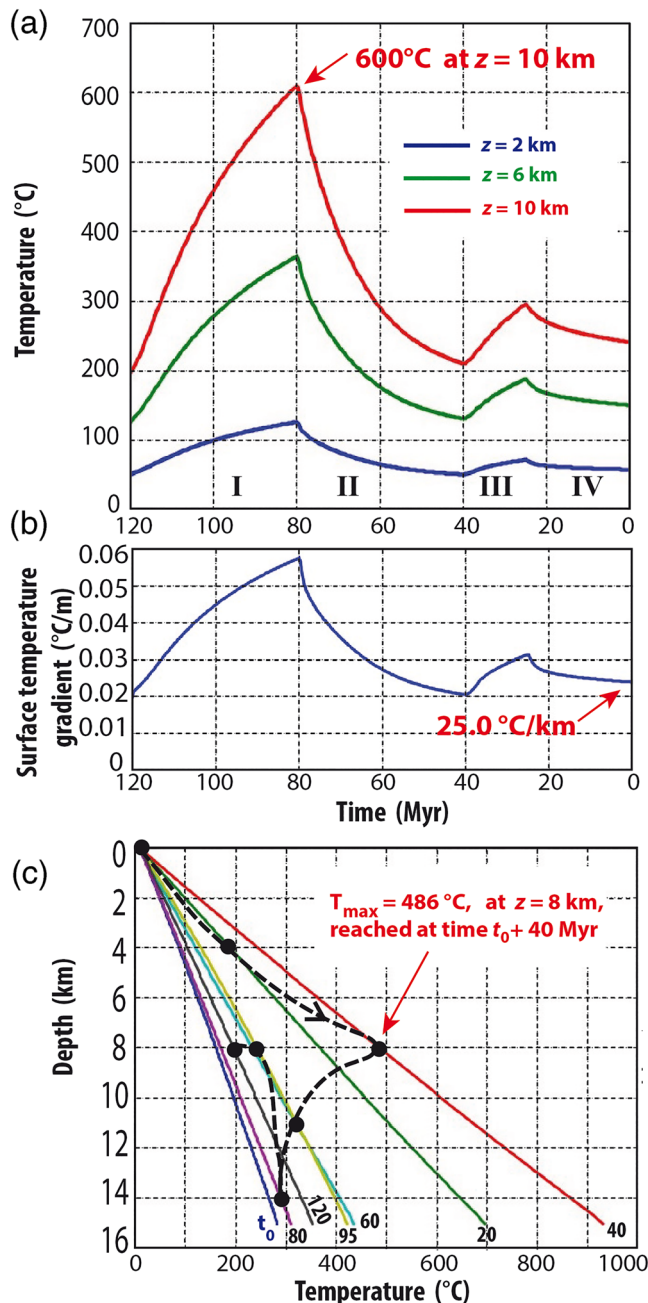 (a)
700
600
500
400
300
200
100
0
Temperature (°C)
600°C at z = 10 km
z = 2 km
z = 6 km
z = 10 km
I II III IV
120 100 80 60 40 20 0
(b)
0.06
0.05
0.04
0.03
0.02
0.01
0
Surface temperature
gradient (°C/m)
25.0 °C/km
120 100 80 60 40 20 0
Time (Myr)
(c)
0
2
4
6
8
10
12
14
16
Depth (km)
Tmax = 486 °C, at z = 8 km,
reached at time t0 + 40 Myr
t0 80 120 95 60 20 40
0 200 400 600 800 1000
Temperature (°C)